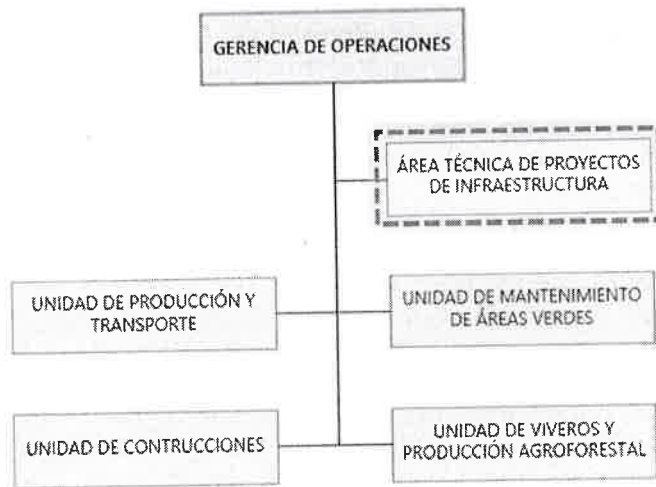 GERENCIA DE OPERACIONES
ÁREA TÉCNICA DE PROYECTOS
DE INFRAESTRUCTURA
UNIDAD DE PRODUCCIÓN Y
TRANSPORTE
UNIDAD DE MANTENIMIENTO
DE ÁREAS VERDES
UNIDAD DE CONTRUCCIONES
UNIDAD DE VIVEROS Y
PRODUCCIÓN AGROFORESTAL